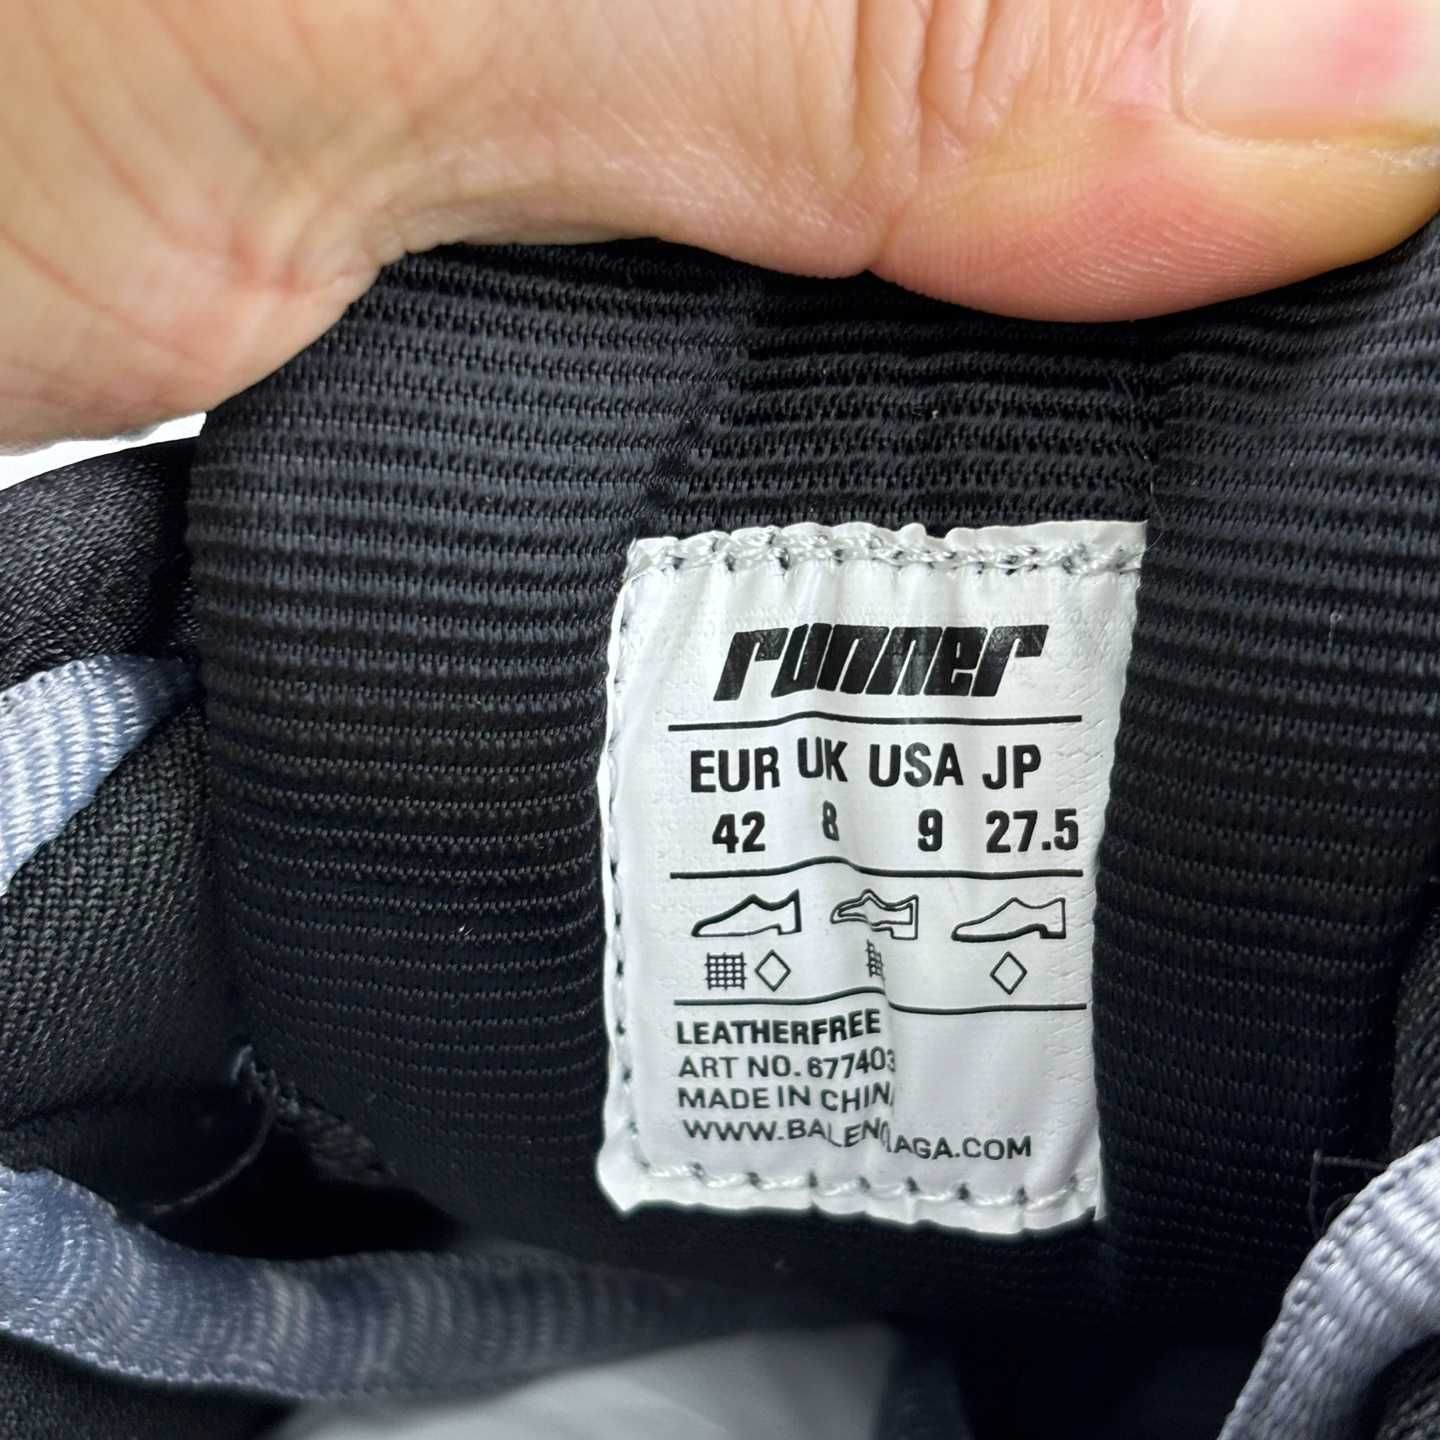 runner
EUR UK USA JP
42 8 9 27.5
LEATHERFREE
ART NO. 677403
MADE IN CHINA
WWW.BALENCIAGA.COM